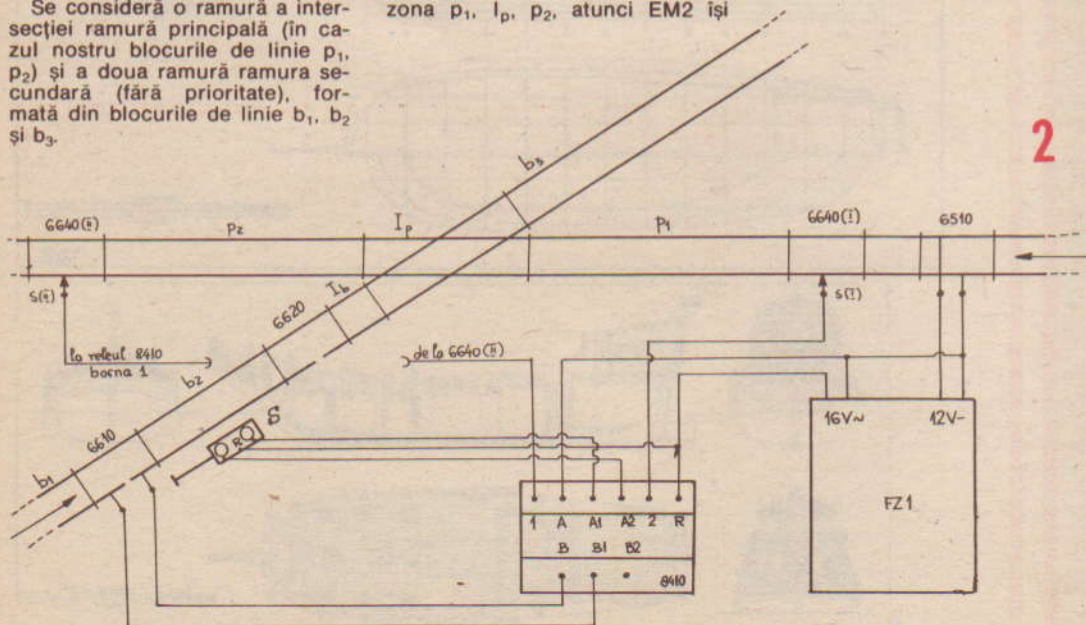 Se consideră o ramură a inter-
secției ramură principală (în ca-
zul nostru blocurile de linie p₁,
p₂) și a doua ramură ramura se-
cundară (fără prioritate), for-
mată din blocurile de linie b₁, b₂
și b₃.
zona p₁, Iₚ, p₂, atunci EM2 își
2
b₃
6640(II)
p₂
Iₚ
p₁
6640(I)
6510
S(II)
S(I)
I_b
6620
la releul 8410
borna 1
b₂
de la 6640(II)
6610
S
R
b₁
16V~
12V-
FZ1
1 A A1 A2 2 R
B B1 B2
8410